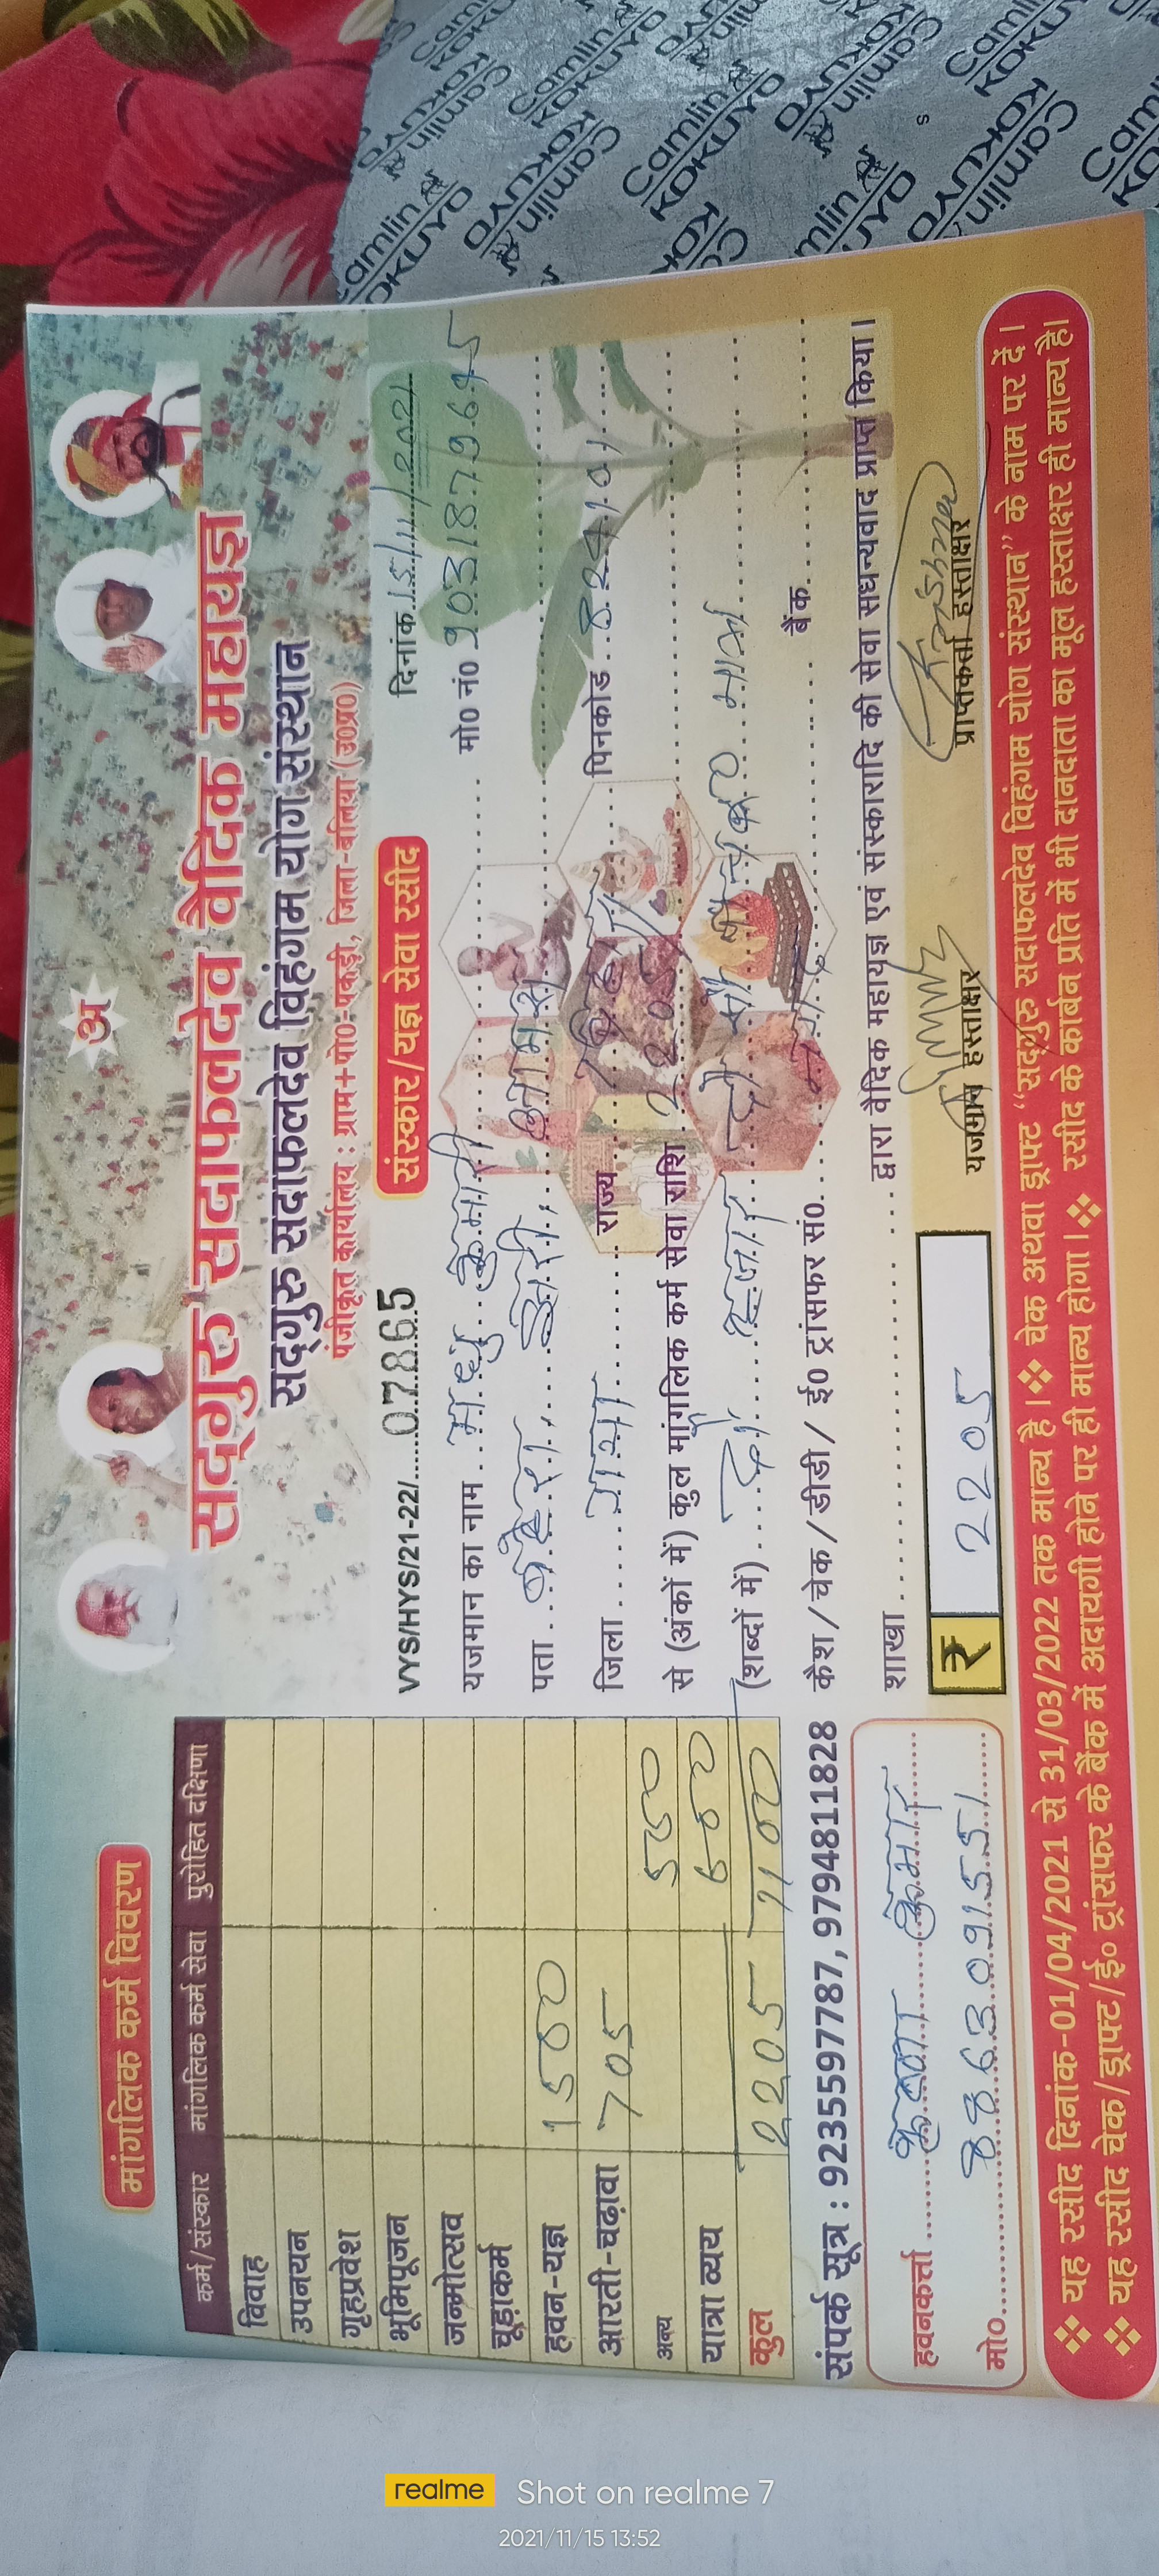 अ
सद्गुरु सदाफलदेव वैदिक महायज्ञ
सद्गुरु सदाफलदेव विहंगम योग संस्थान
पंजीकृत कार्यालय : ग्राम+पो0-पकड़ी, जिला-बलिया (उ0प्र0)
मांगलिक कर्म विवरण
कर्म/संस्कार मांगलिक कर्म सेवा पुरोहित दक्षिणा
विवाह
उपनयन
गृहप्रवेश
भूमिपूजन
जन्मोत्सव
चूड़ाकर्म
हवन-यज्ञ 1500
आरती-चढ़ावा 705
अन्य 500
यात्रा व्यय 600
कुल 2205 1100
संपर्क सूत्र : 9235597787, 9794811828
हवनकर्त्ता कृष्णा कुमार
मो०. 8863091551
संस्कार/यज्ञ सेवा रसीद
VYS/HYS/21-22/......07865 दिनांक 15/11/2021
यजमान का नाम . माधु कुमारी मो0 नं0 9031879615
पता
जिला गया राज्य बिहार पिनकोड 824101
से (अंकों में) कुल मांगलिक कर्म सेवा राशि 2205/
(शब्दों में) दो हजार दो सौ पांच रू0 मात्र
कैश/चेक/डीडी/ ई0 ट्रांसफर सं0 नगद बैंक
शाखा द्वारा वैदिक महायज्ञ एवं संस्कारादि की सेवा सधन्यवाद प्राप्त किया।
₹ 2205
यजमान हस्ताक्षर
प्राप्तकर्ता हस्ताक्षर
❖ यह रसीद दिनांक-01/04/2021 से 31/03/2022 तक मान्य है।❖ चेक अथवा ड्राफ्ट "सद्गुरु सदाफलदेव विहंगम योग संस्थान" के नाम पर दें।
❖ यह रसीद चेक/ड्राफ्ट/ई० ट्रांसफर के बैंक में अदायगी होने पर ही मान्य होगा।❖ रसीद के कार्बन प्रति में भी दानदाता का मूल हस्ताक्षर ही मान्य है।
Camlin
KOKUYO
realme Shot on realme 7
2021/11/15 13:52